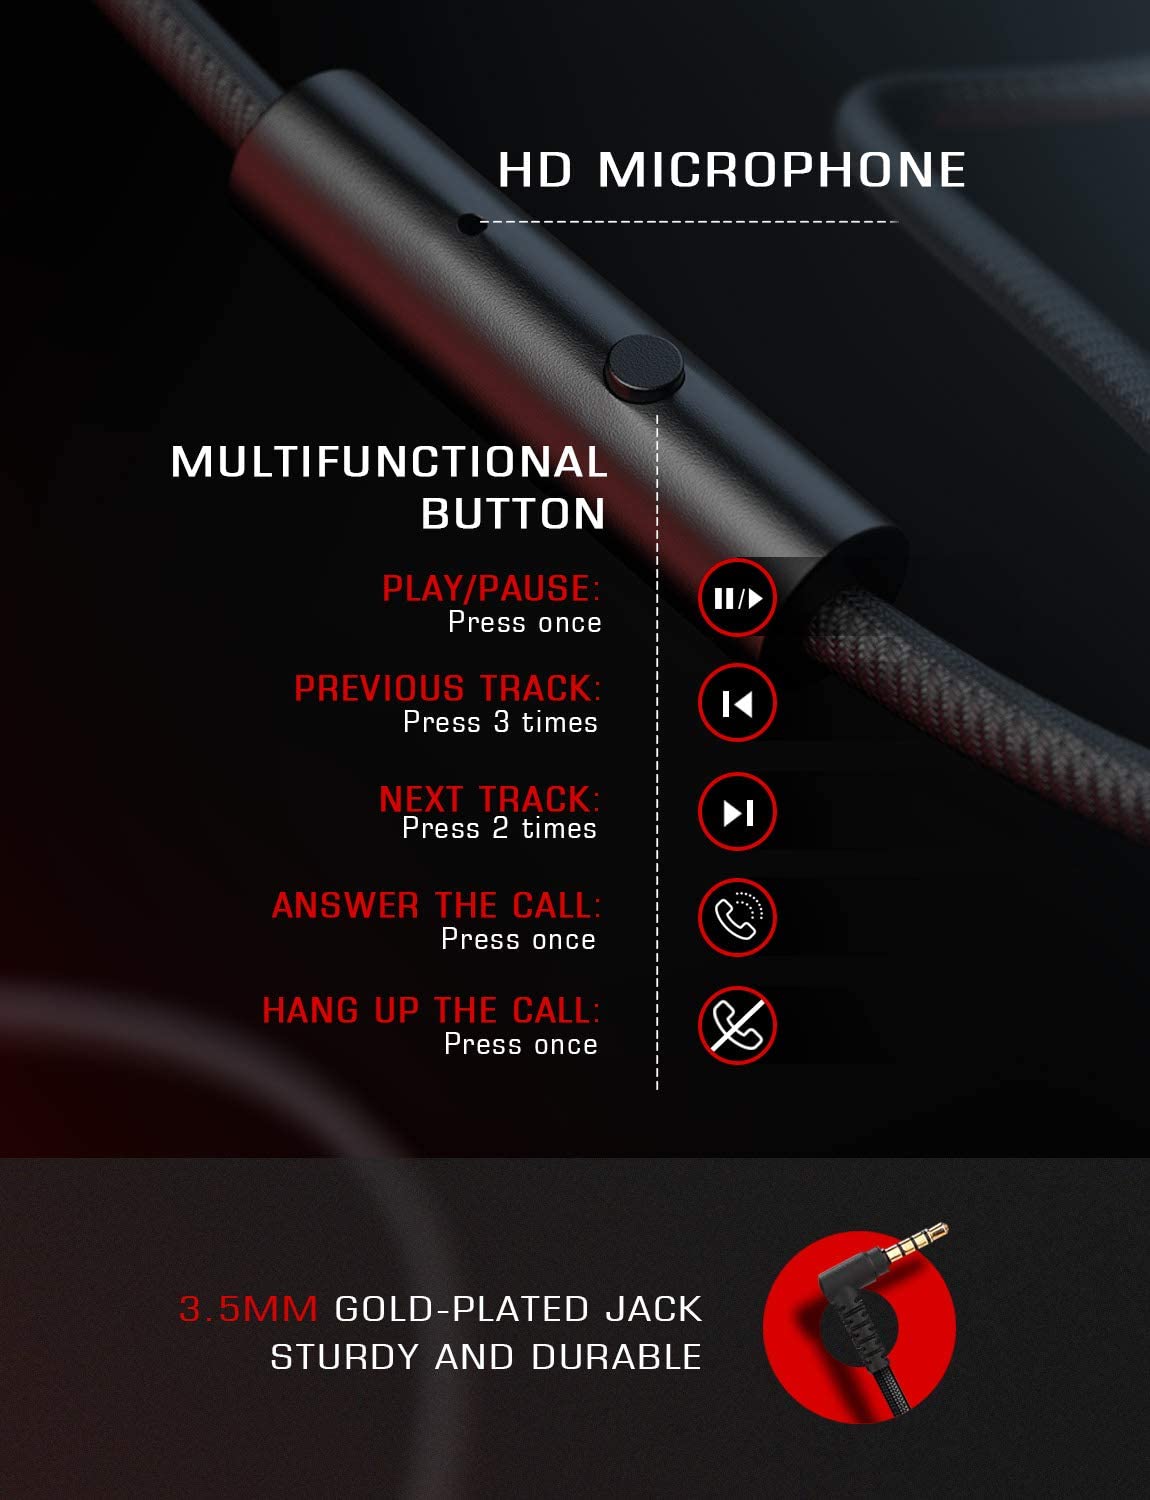 HD MICROPHONE
MULTIFUNCTIONAL
BUTTON
PLAY/PAUSE:
Press once
PREVIOUS TRACK:
Press 3 times
NEXT TRACK:
Press 2 times
ANSWER THE CALL:
Press once
HANG UP THE CALL:
Press once
3.5MM GOLD-PLATED JACK
STURDY AND DURABLE